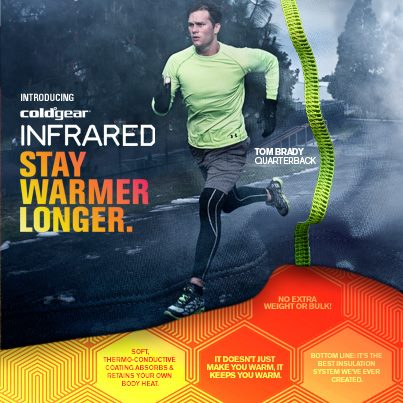 INTRODUCING
coldgear
INFRARED
STAY
WARMER
LONGER.
TOM BRADY
QUARTERBACK
NO EXTRA
WEIGHT OR BULK!
SOFT,
THERMO-CONDUCTIVE
COATING ABSORBS &
RETAINS YOUR OWN
BODY HEAT.
IT DOESN'T JUST
MAKE YOU WARM, IT
KEEPS YOU WARM.
BOTTOM LINE: IT'S THE
BEST INSULATION
SYSTEM WE'VE EVER
CREATED.